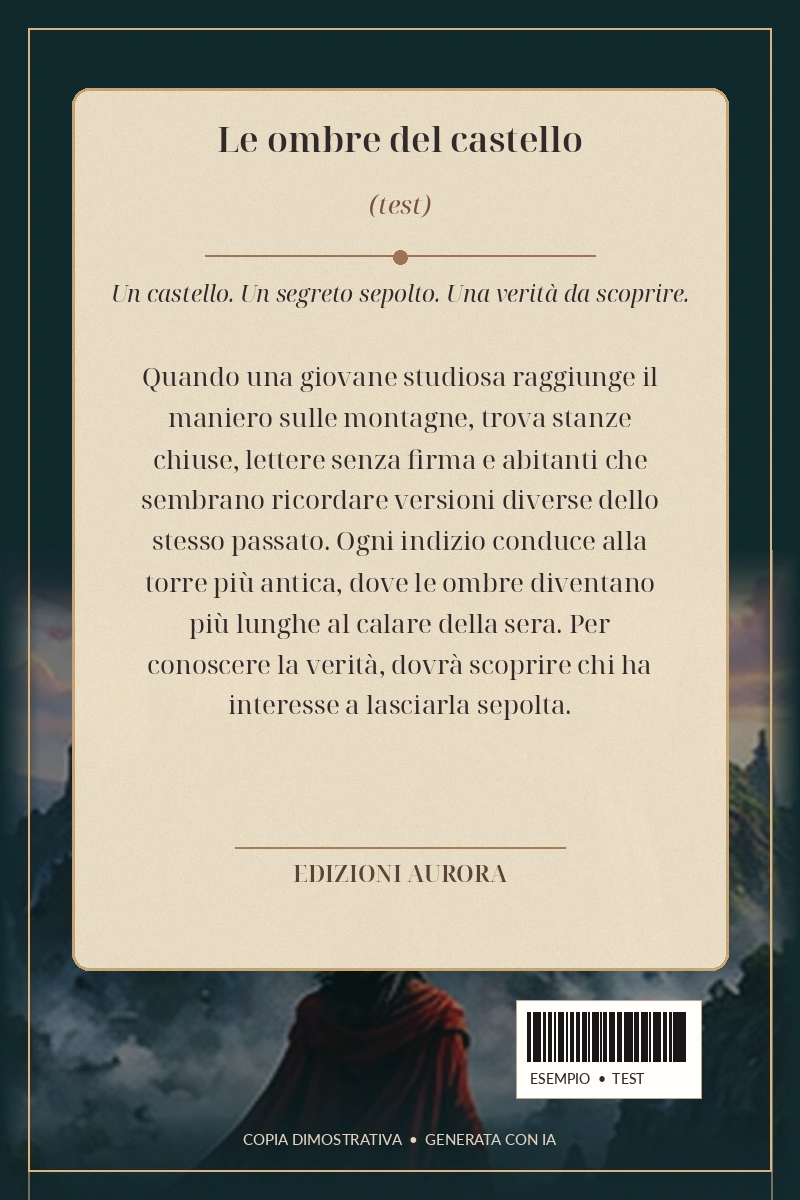 Le ombre del castello
(test)
Un castello. Un segreto sepolto. Una verità da scoprire.
Quando una giovane studiosa raggiunge il
maniero sulle montagne, trova stanze
chiuse, lettere senza firma e abitanti che
sembrano ricordare versioni diverse dello
stesso passato. Ogni indizio conduce alla
torre più antica, dove le ombre diventano
più lunghe al calare della sera. Per
conoscere la verità, dovrà scoprire chi ha
interesse a lasciarla sepolta.
EDIZIONI AURORA
ESEMPIO • TEST
COPIA DIMOSTRATIVA • GENERATA CON IA